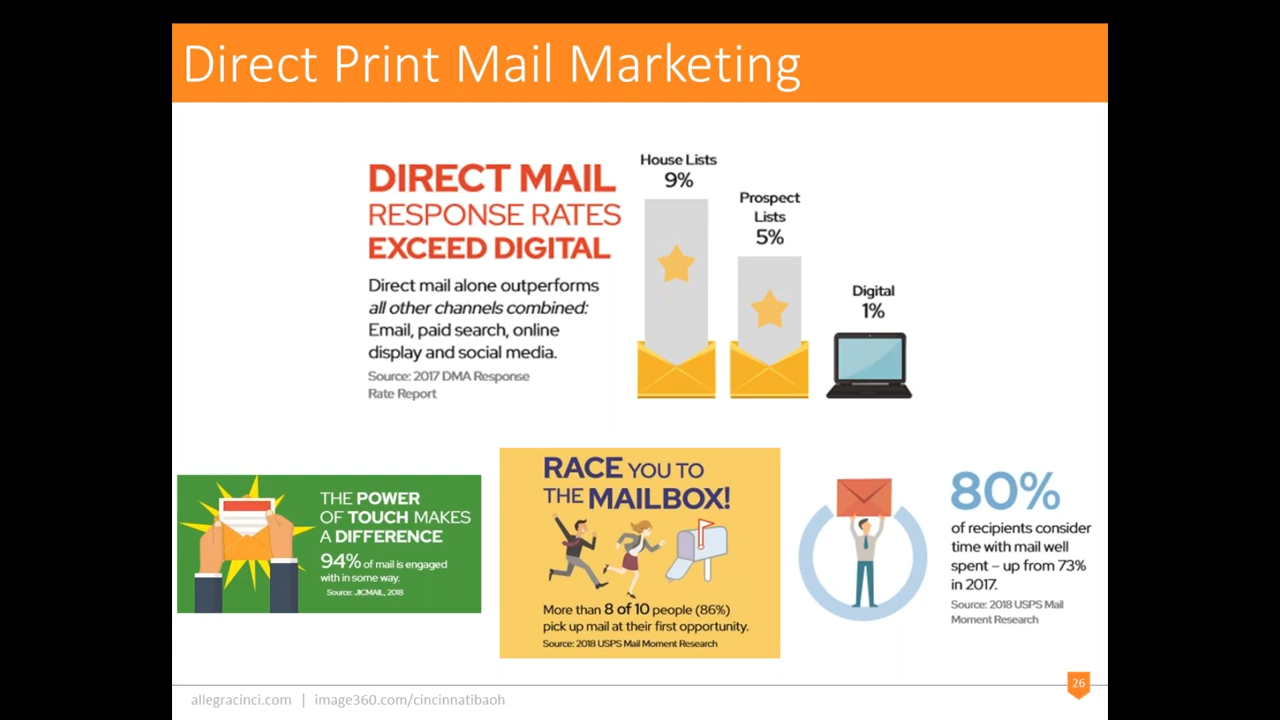 Direct Print Mail Marketing
DIRECT MAIL
RESPONSE RATES
EXCEED DIGITAL
Direct mail alone outperforms
all other channels combined:
Email, paid search, online
display and social media.
Source: 2017 DMA Response
Rate Report
House Lists
9%
Prospect
Lists
5%
Digital
1%
THE POWER
OF TOUCH MAKES
A DIFFERENCE
94% of mail is engaged
with in some way.
Source: JICMAIL, 2018
RACE YOU TO
THE MAILBOX!
More than 8 of 10 people (86%)
pick up mail at their first opportunity.
Source: 2018 USPS Mail Moment Research
80%
of recipients consider
time with mail well
spent – up from 73%
in 2017.
Source: 2018 USPS Mail
Moment Research
allegracinci.com | image360.com/cincinnatibaoh
26